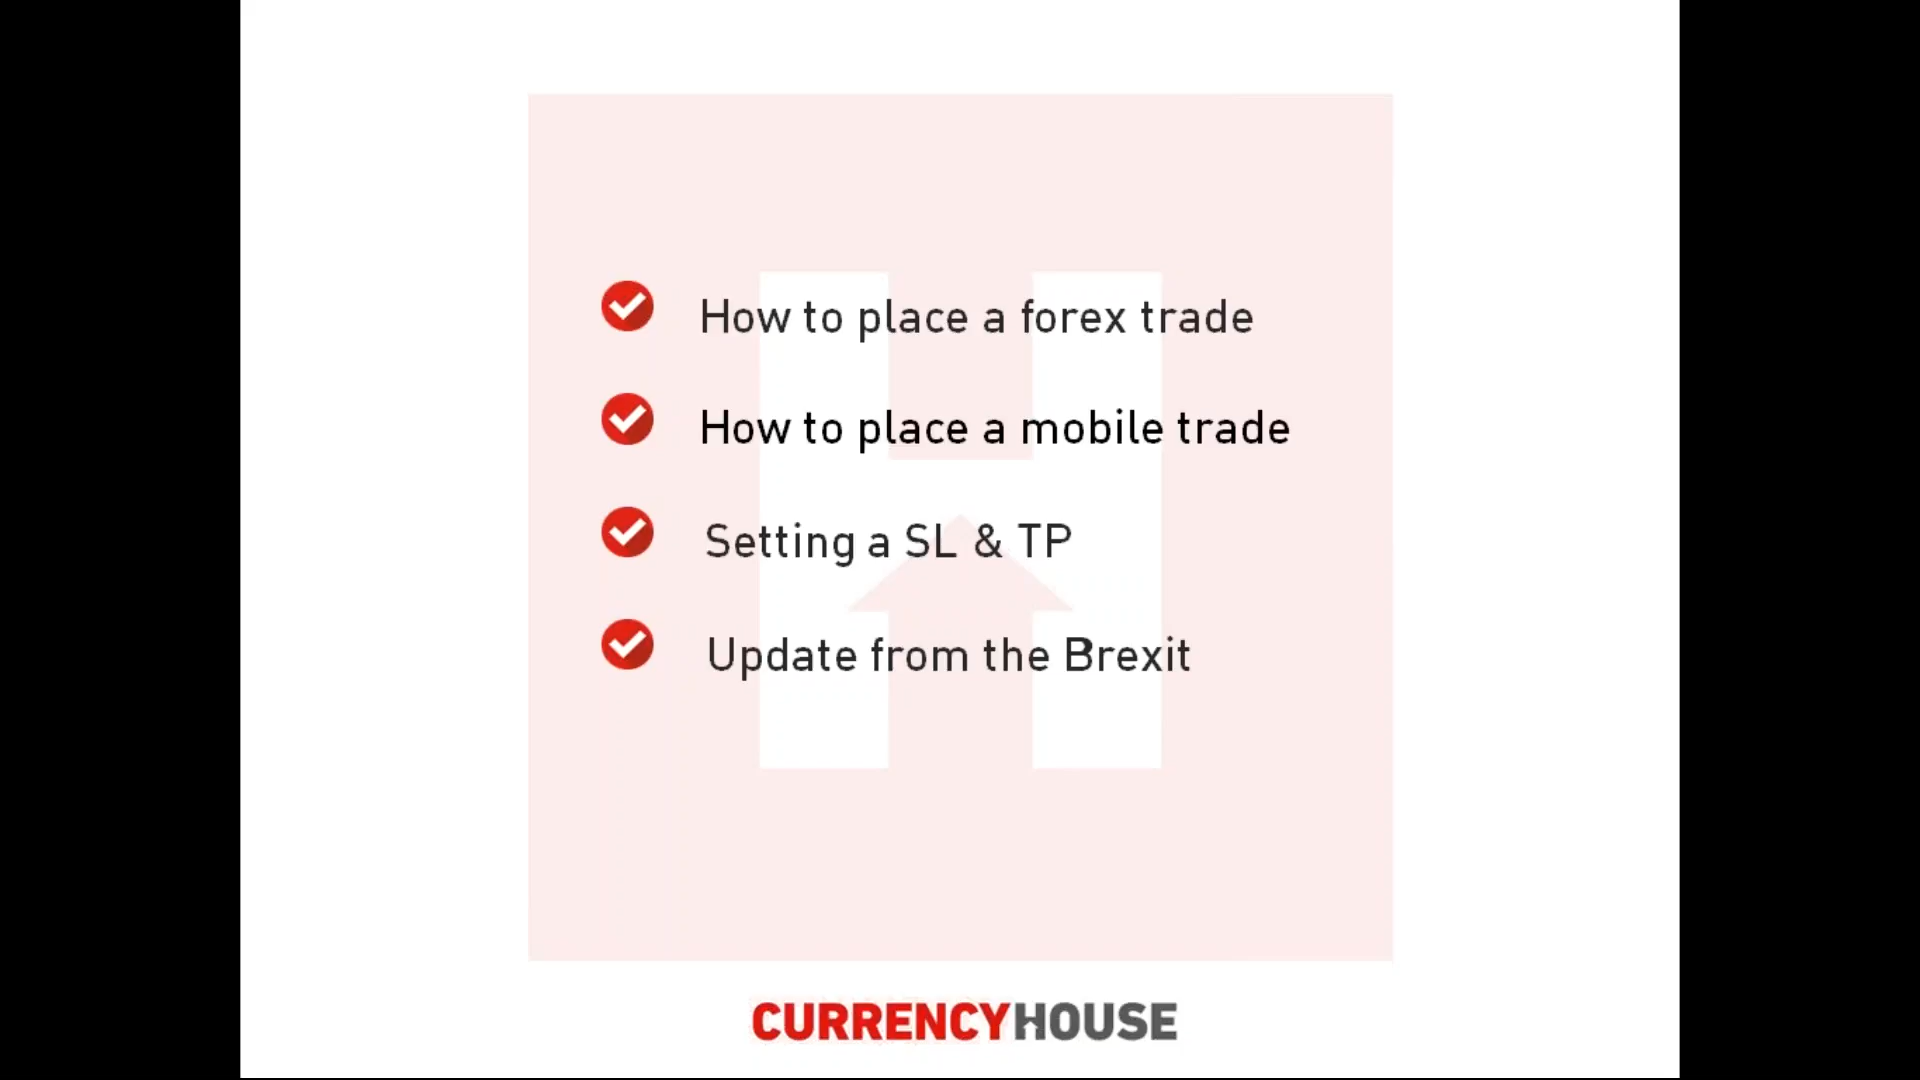 How to place a forex trade
How to place a mobile trade
Setting a SL & TP
Update from the Brexit
CURRENCYHOUSE